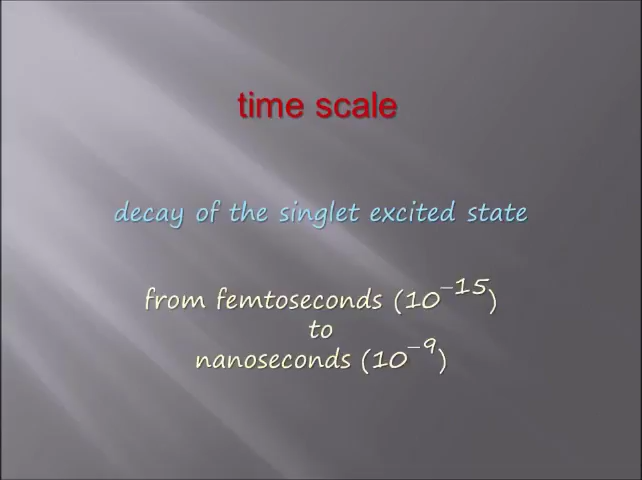 time scale
decay of the singlet excited state
from femtoseconds (10⁻¹⁵)
to
nanoseconds (10⁻⁹)